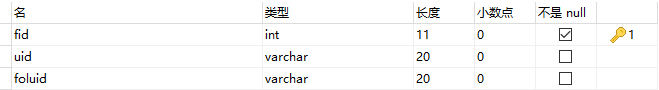 名 类型 长度 小数点 不是 null
fid int 11 0 1
uid varchar 20 0
foluid varchar 20 0